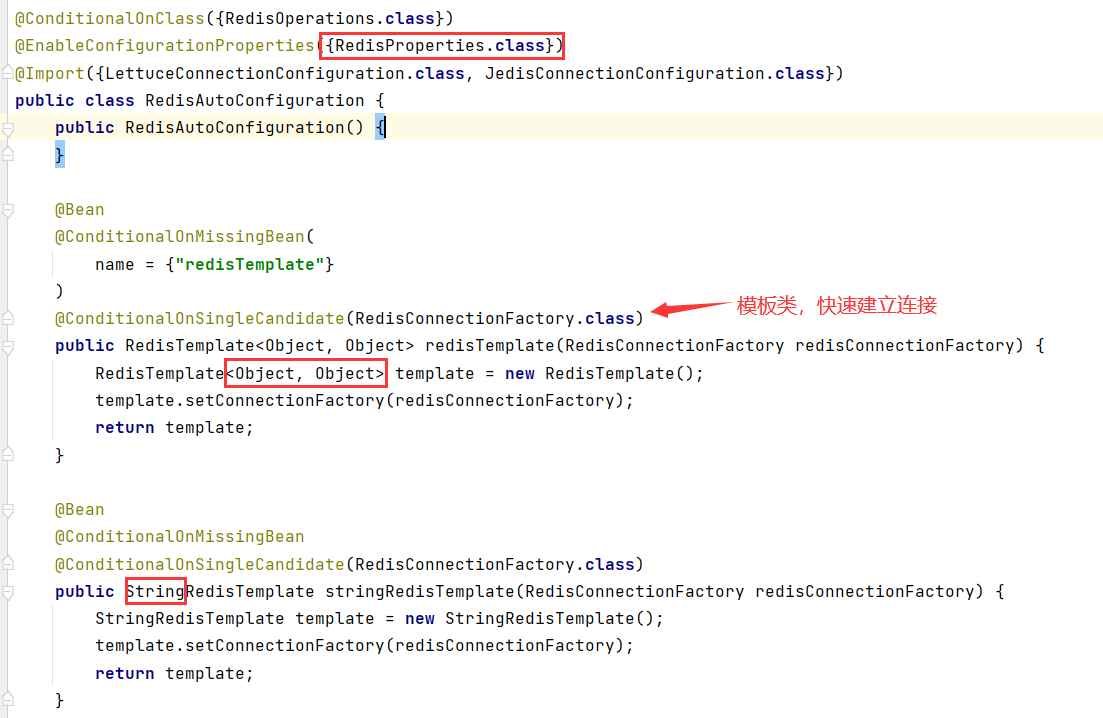 @ConditionalOnClass({RedisOperations.class})
@EnableConfigurationProperties({RedisProperties.class})
@Import({LettuceConnectionConfiguration.class, JedisConnectionConfiguration.class})
public class RedisAutoConfiguration {
    public RedisAutoConfiguration() {
    }

    @Bean
    @ConditionalOnMissingBean(
        name = {"redisTemplate"}
    )
    @ConditionalOnSingleCandidate(RedisConnectionFactory.class) 模板类，快速建立连接
    public RedisTemplate<Object, Object> redisTemplate(RedisConnectionFactory redisConnectionFactory) {
        RedisTemplate<Object, Object> template = new RedisTemplate();
        template.setConnectionFactory(redisConnectionFactory);
        return template;
    }

    @Bean
    @ConditionalOnMissingBean
    @ConditionalOnSingleCandidate(RedisConnectionFactory.class)
    public StringRedisTemplate stringRedisTemplate(RedisConnectionFactory redisConnectionFactory) {
        StringRedisTemplate template = new StringRedisTemplate();
        template.setConnectionFactory(redisConnectionFactory);
        return template;
    }